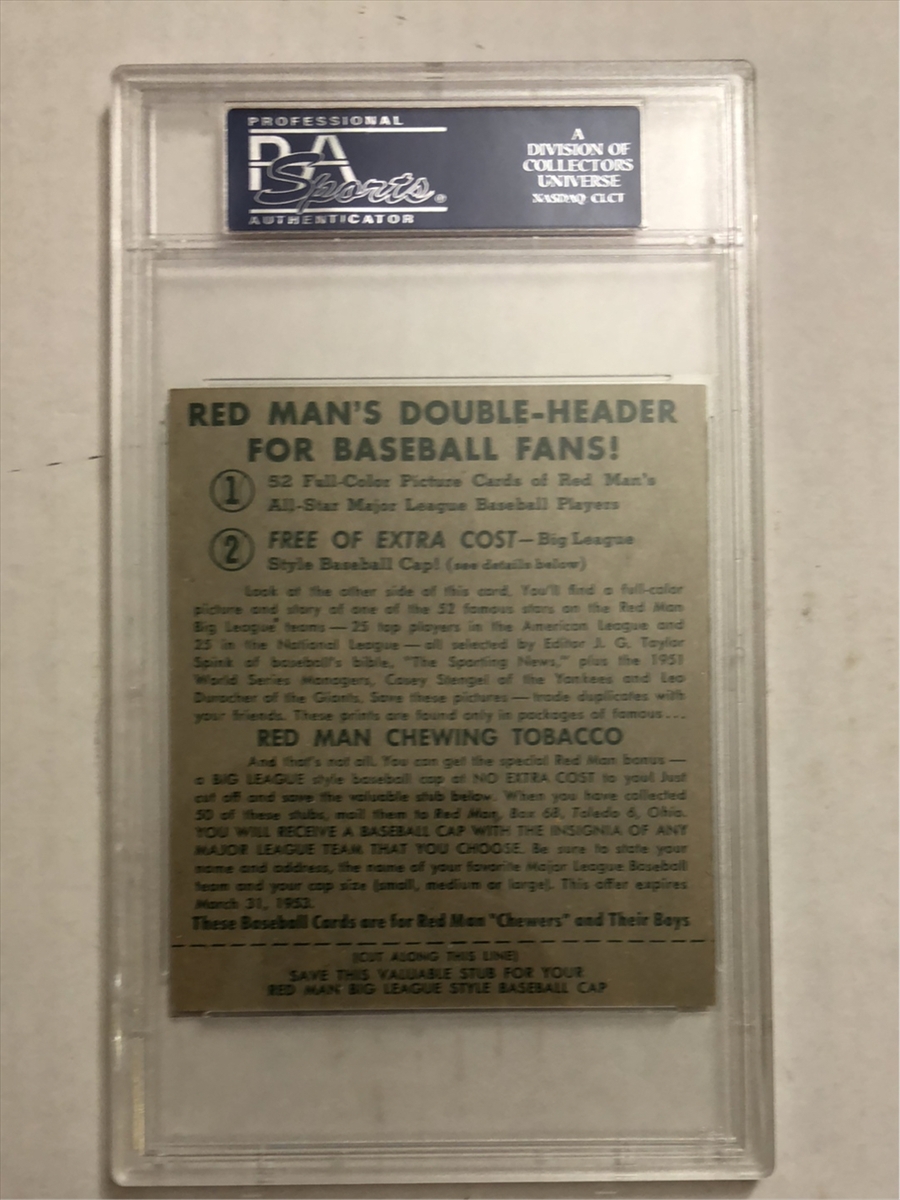 PROFESSIONAL
PSA
Sports®
AUTHENTICATOR
A
DIVISION OF
COLLECTORS
UNIVERSE
NASDAQ CLCT
RED MAN'S DOUBLE-HEADER
FOR BASEBALL FANS!
1 52 Full-Color Picture Cards of Red Man's
All-Star Major League Baseball Players
2 FREE OF EXTRA COST—Big League
Style Baseball Cap! (see details below)
Look at the other side of this card. You'll find a full-color
picture and story of one of the 52 famous stars on the Red Man
Big League teams — 25 top players in the American League and
25 in the National League — all selected by Editor J. G. Taylor
Spink of baseball's bible, "The Sporting News," plus the 1951
World Series Managers, Casey Stengel of the Yankees and Leo
Durocher of the Giants. Save these pictures — trade duplicates with
your friends. These prints are found only in packages of famous...
RED MAN CHEWING TOBACCO
And that's not all. You can get the special Red Man bonus —
a BIG LEAGUE style baseball cap at NO EXTRA COST to you! Just
cut off and save the valuable stub below. When you have collected
50 of these stubs, mail them to Red Man, Box 68, Toledo 6, Ohio.
YOU WILL RECEIVE A BASEBALL CAP WITH THE INSIGNIA OF ANY
MAJOR LEAGUE TEAM THAT YOU CHOOSE. Be sure to state your
name and address, the name of your favorite Major League Baseball
team and your cap size (small, medium or large). This offer expires
March 31, 1953.
These Baseball Cards are for Red Man "Chewers" and Their Boys
(CUT ALONG THIS LINE)
SAVE THIS VALUABLE STUB FOR YOUR
RED MAN BIG LEAGUE STYLE BASEBALL CAP